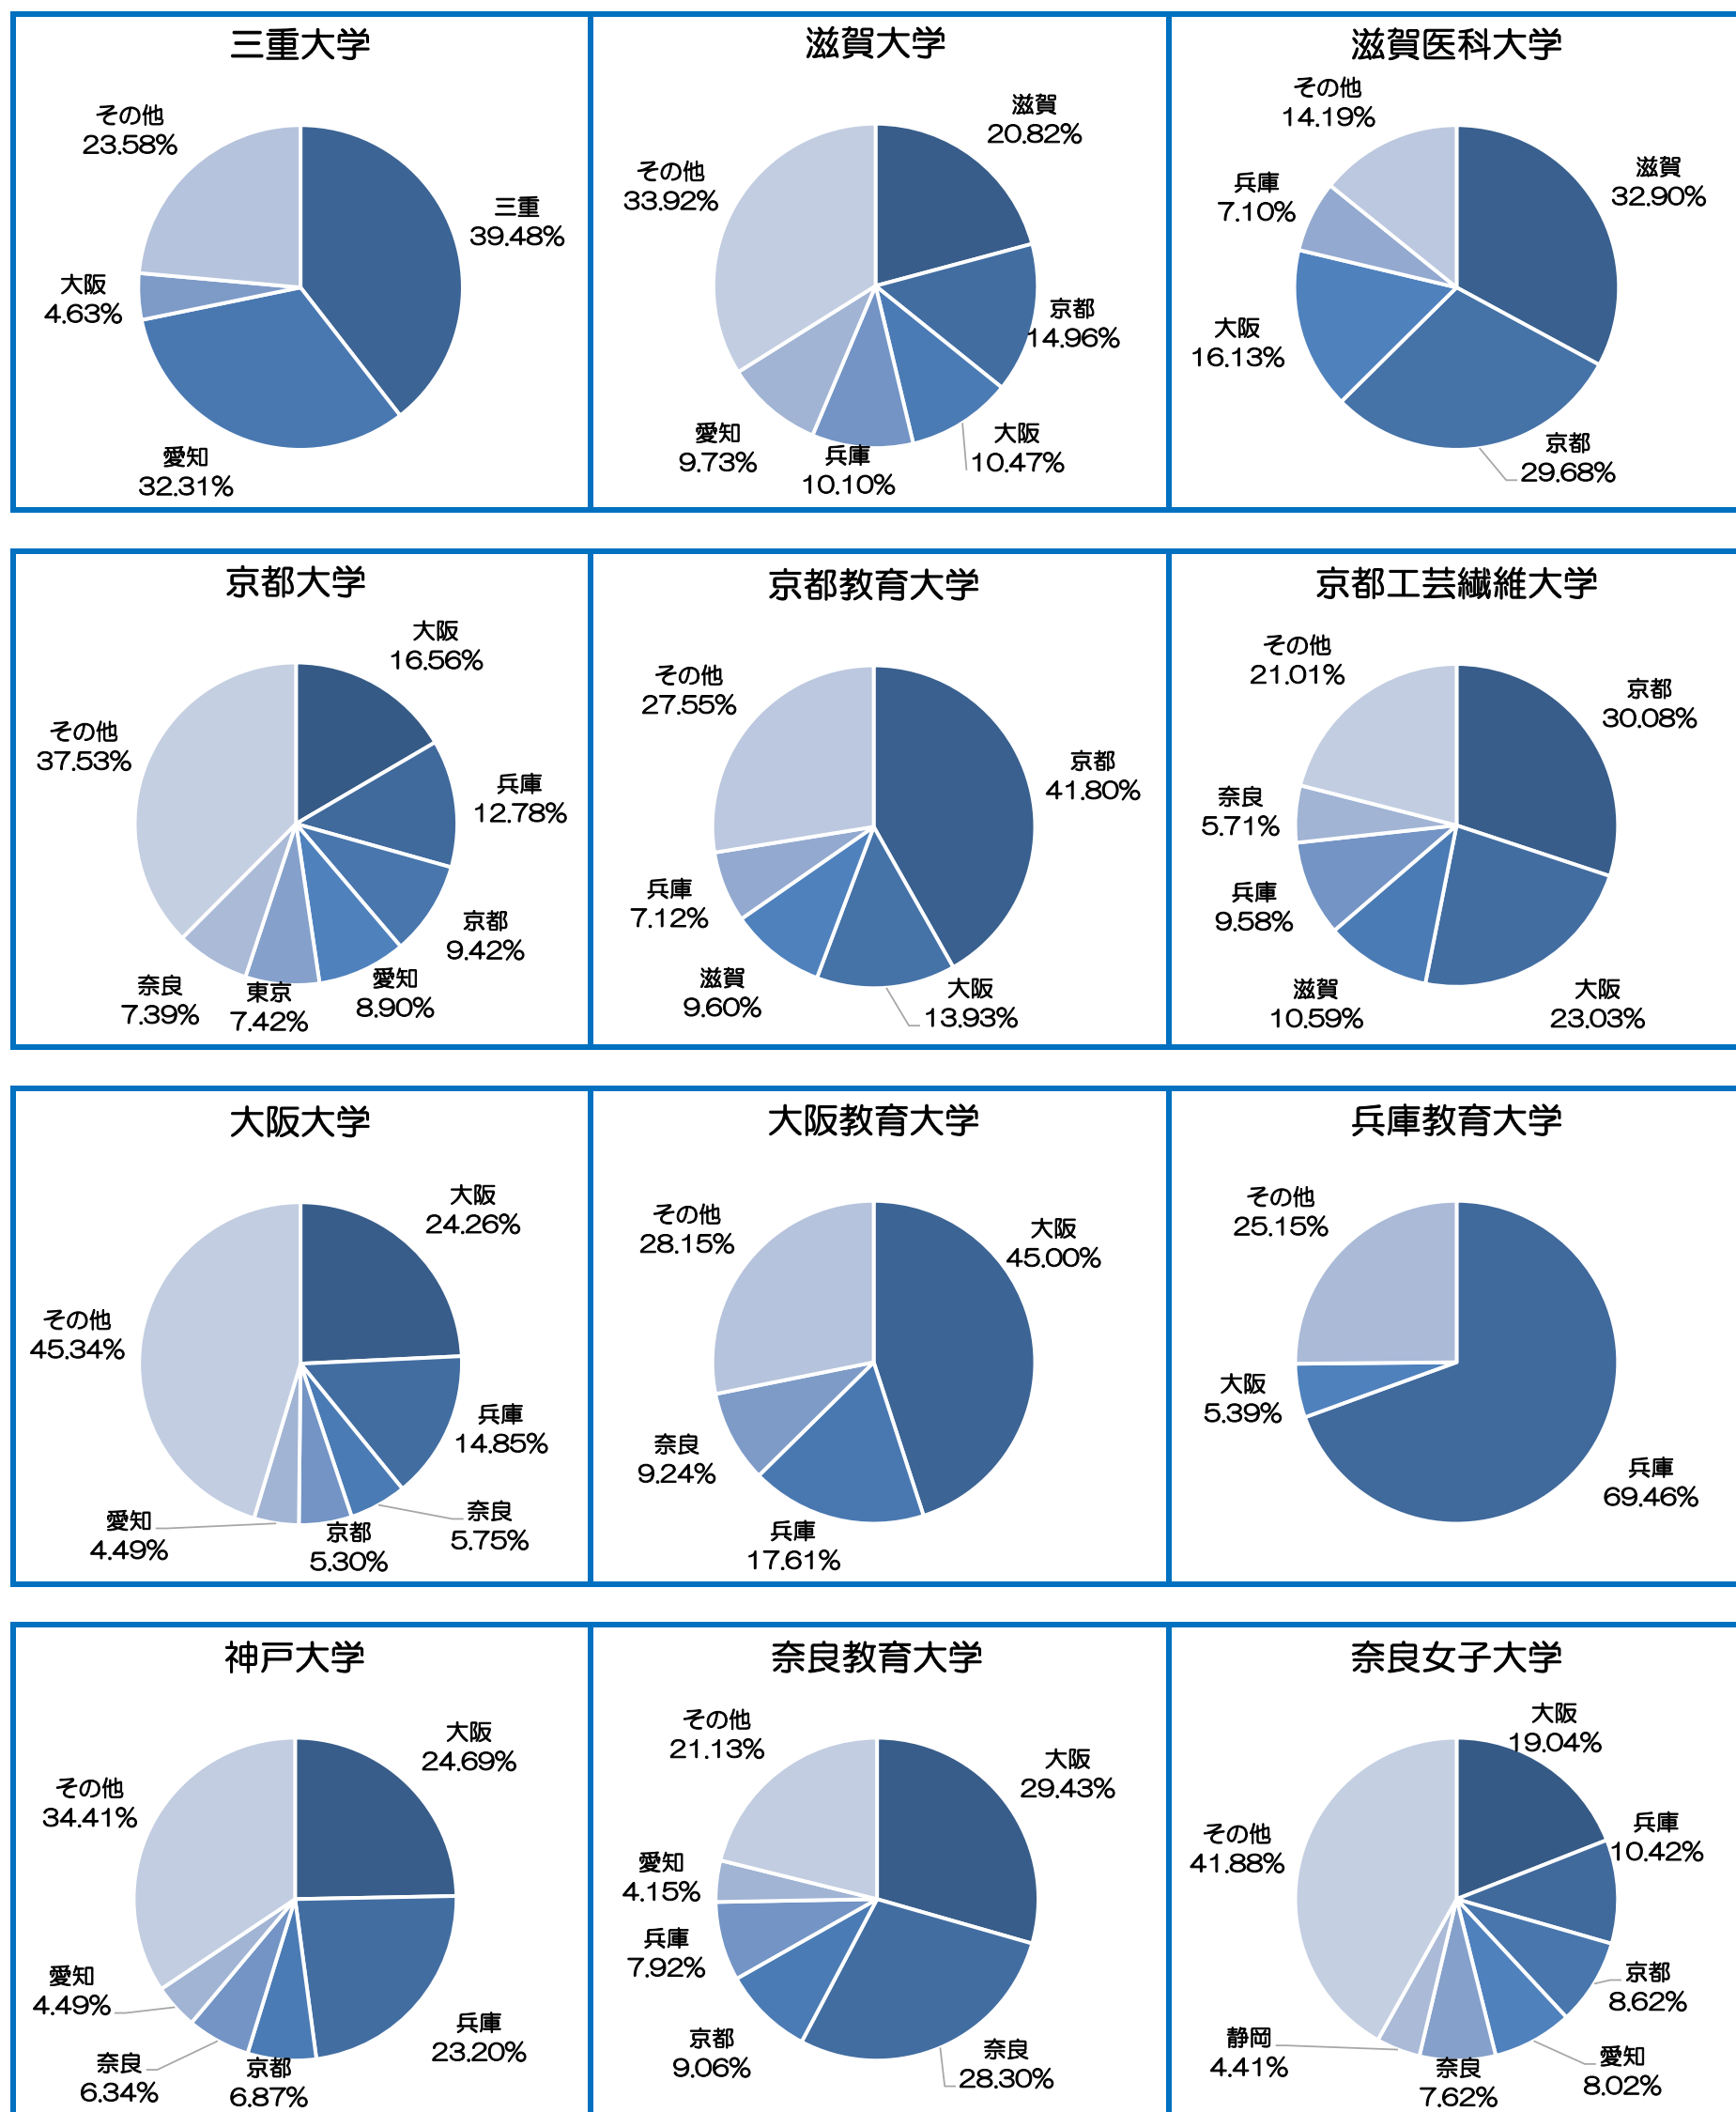 三重大学
三重
39.48%
愛知
32.31%
大阪
4.63%
その他
23.58%
滋賀大学
滋賀
20.82%
京都
14.96%
大阪
10.47%
兵庫
10.10%
愛知
9.73%
その他
33.92%
滋賀医科大学
滋賀
32.90%
京都
29.68%
大阪
16.13%
兵庫
7.10%
その他
14.19%
京都大学
大阪
16.56%
兵庫
12.78%
京都
9.42%
愛知
8.90%
東京
7.42%
奈良
7.39%
その他
37.53%
京都教育大学
京都
41.80%
大阪
13.93%
滋賀
9.60%
兵庫
7.12%
その他
27.55%
京都工芸繊維大学
京都
30.08%
大阪
23.03%
滋賀
10.59%
兵庫
9.58%
奈良
5.71%
その他
21.01%
大阪大学
大阪
24.26%
兵庫
14.85%
奈良
5.75%
京都
5.30%
愛知
4.49%
その他
45.34%
大阪教育大学
大阪
45.00%
兵庫
17.61%
奈良
9.24%
その他
28.15%
兵庫教育大学
兵庫
69.46%
大阪
5.39%
その他
25.15%
神戸大学
大阪
24.69%
兵庫
23.20%
京都
6.87%
奈良
6.34%
愛知
4.49%
その他
34.41%
奈良教育大学
大阪
29.43%
奈良
28.30%
京都
9.06%
兵庫
7.92%
愛知
4.15%
その他
21.13%
奈良女子大学
大阪
19.04%
兵庫
10.42%
京都
8.62%
愛知
8.02%
奈良
7.62%
静岡
4.41%
その他
41.88%